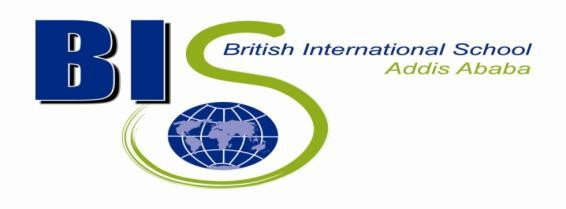 BIS
British International School
Addis Ababa